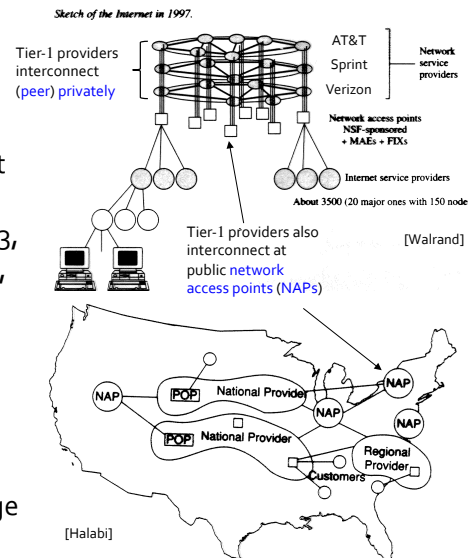 Sketch of the Internet in 1997.
Tier-1 providers
interconnect
(peer) privately
AT&T
Sprint
Verizon
Network
service
providers
Network access points
NSF-sponsored
+ MAEs + FIXs
Internet service providers
About 3500 (20 major ones with 150 node
t
3,
,
Tier-1 providers also
interconnect at
public network
access points (NAPs)
[Walrand]
NAP
POP
National Provider
NAP
NAP
NAP
POP
National Provider
Regional
Provider
Customers
ge
[Halabi]